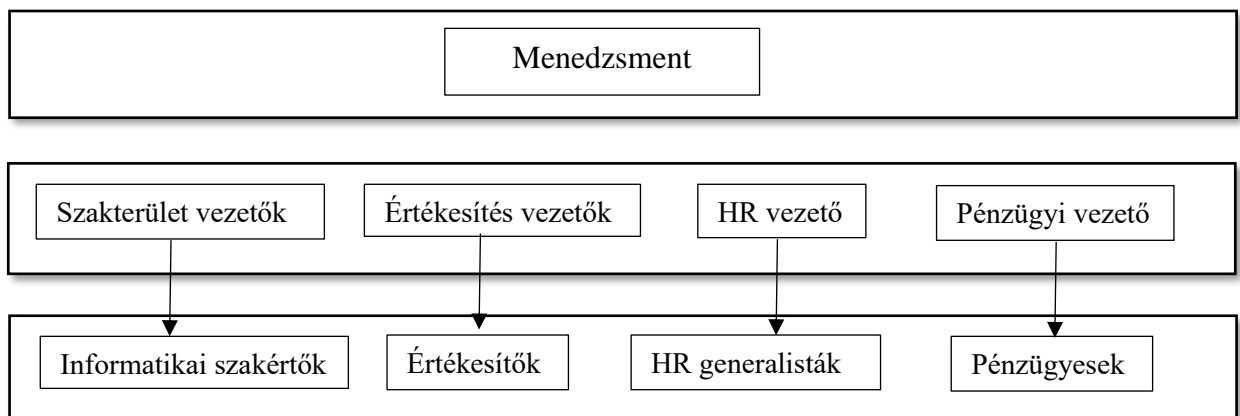 Menedzsment
Szakterület vezetők
Értékesítés vezetők
HR vezető
Pénzügyi vezető
Informatikai szakértők
Értékesítők
HR generalisták
Pénzügyesek